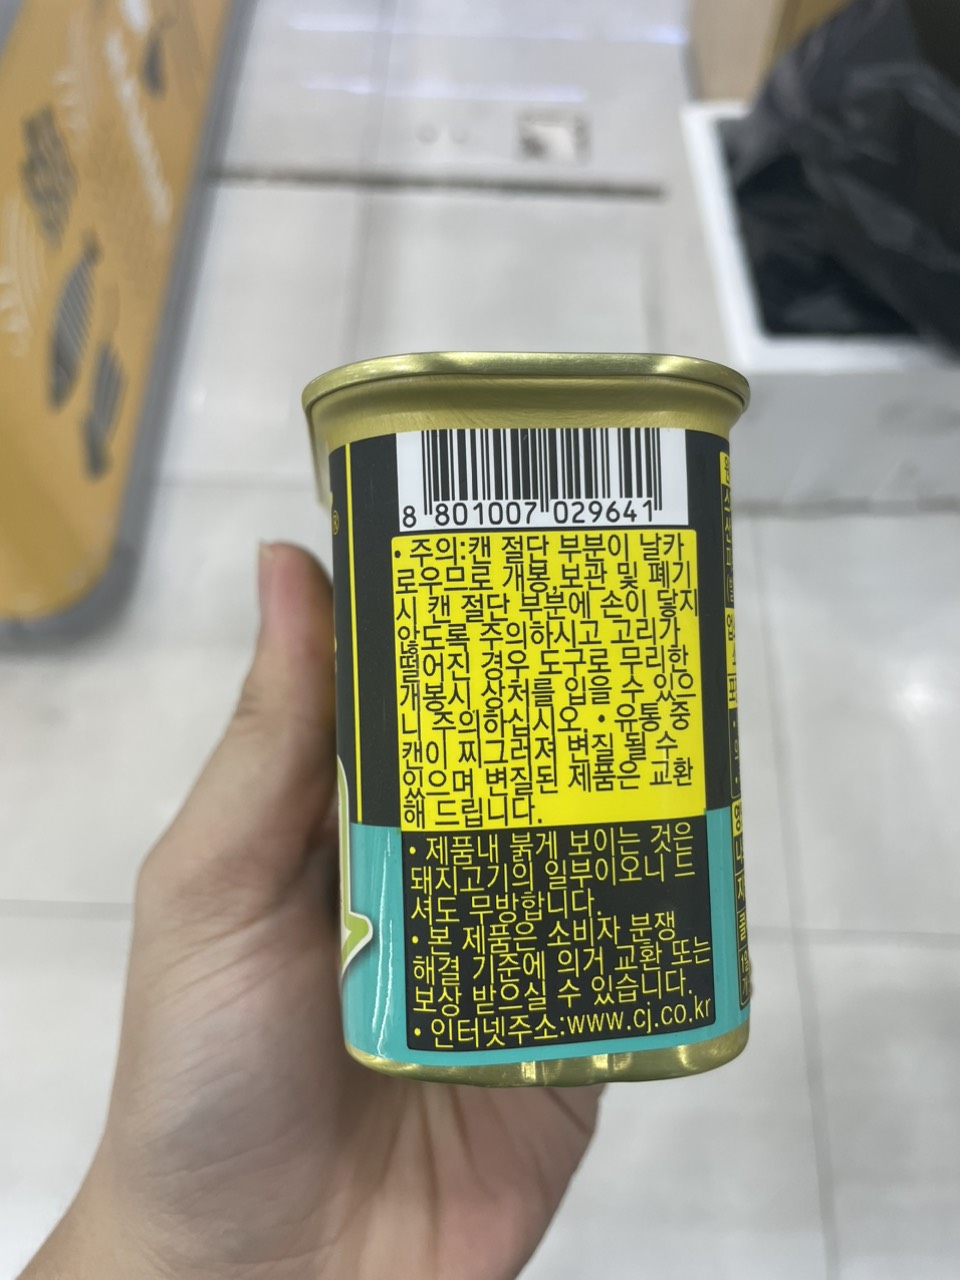 8 801007 029641
• 주의:캔 절단 부분이 날카
로우므로 개봉,보관 및 폐기
시 캔 절단 부분에 손이 닿지
않도록 주의하시고 고리가
떨어진 경우 도구로 무리한
개봉시 상처를 입을 수 있으
니 주의하십시오. • 유통 중
캔이 찌그러져 변질 될 수
있으며 변질된 제품은 교환
해 드립니다.
• 제품내 붉게 보이는 것은
돼지고기의 일부이오니 드
셔도 무방합니다.
• 본 제품은 소비자 분쟁
해결 기준에 의거 교환 또는
보상 받으실 수 있습니다.
• 인터넷주소:www.cj.co.kr